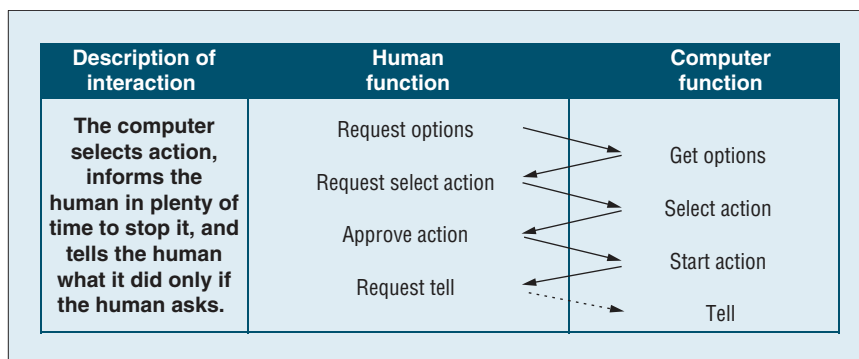 Description of
interaction
Human
function
Computer
function
The computer
selects action,
informs the
human in plenty of
time to stop it, and
tells the human
what it did only if
the human asks.
Request options
Get options
Request select action
Select action
Approve action
Start action
Request tell
Tell